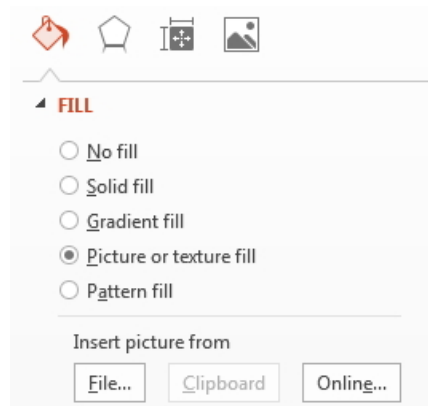 FILL
No fill
Solid fill
Gradient fill
Picture or texture fill
Pattern fill
Insert picture from
File... Clipboard Online...